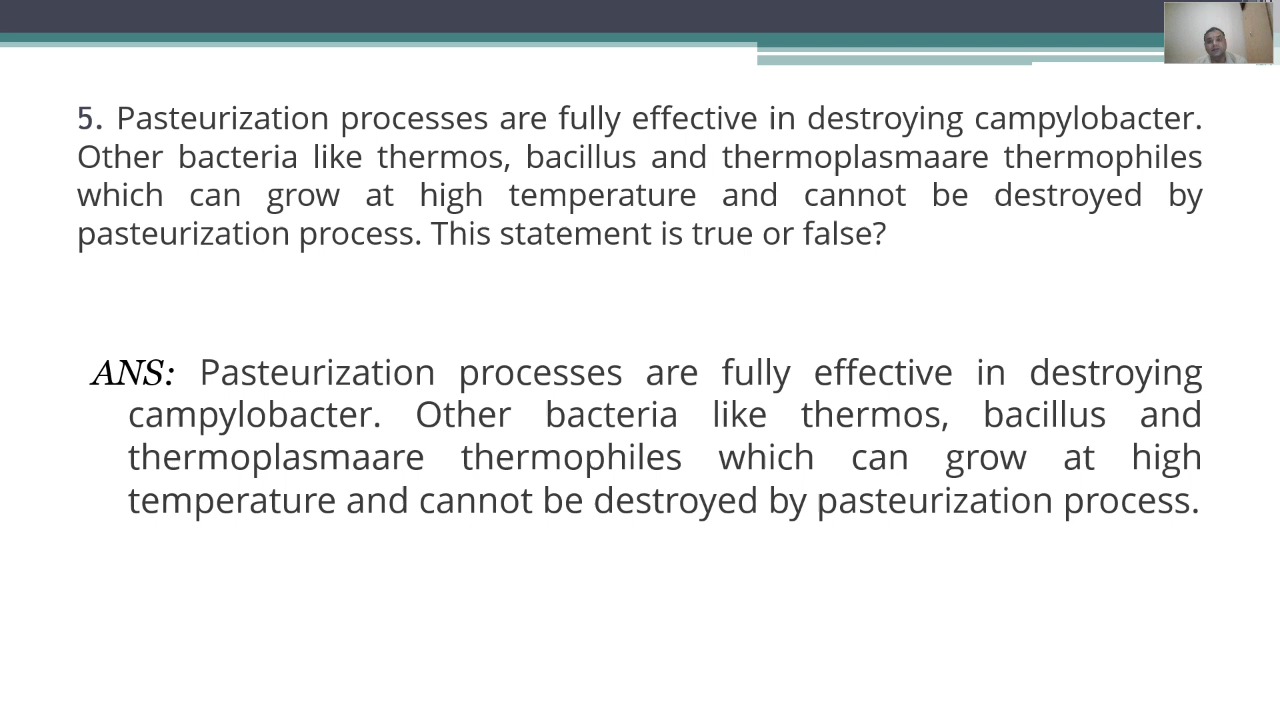 5. Pasteurization processes are fully effective in destroying campylobacter.
Other bacteria like thermos, bacillus and thermoplasmaare thermophiles
which can grow at high temperature and cannot be destroyed by
pasteurization process. This statement is true or false?
ANS: Pasteurization processes are fully effective in destroying
campylobacter. Other bacteria like thermos, bacillus and
thermoplasmaare thermophiles which can grow at high
temperature and cannot be destroyed by pasteurization process.